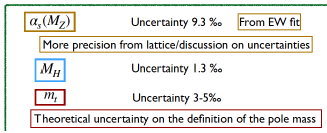 αs(MZ) Uncertainty 9.3 ‰ From EW fit
More precision from lattice/discussion on uncertainties
MH Uncertainty 1.3 ‰
mt Uncertainty 3-5‰
Theoretical uncertainty on the definition of the pole mass